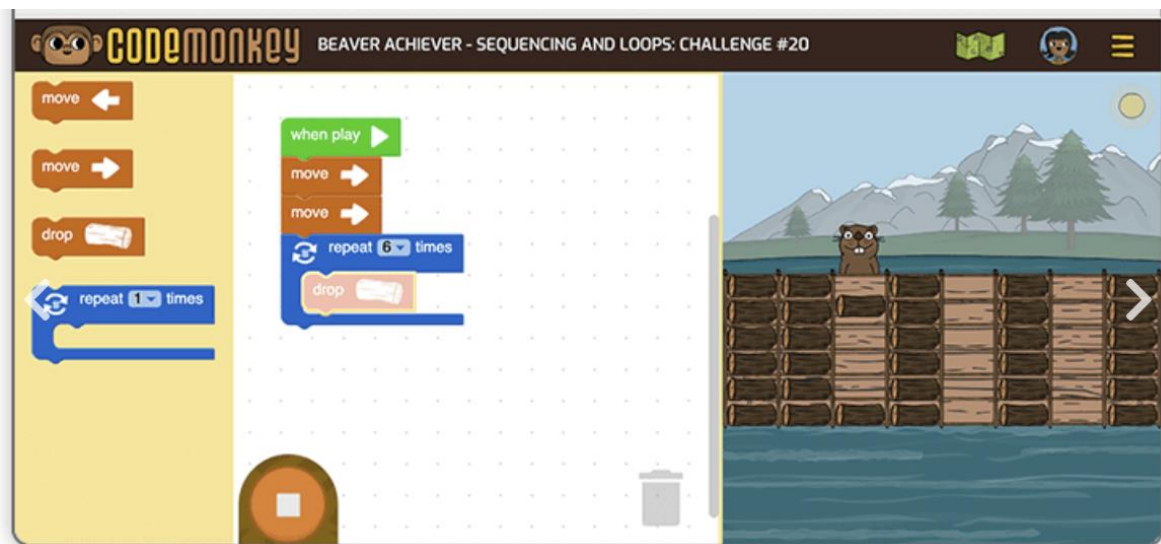 CODEMONKEY BEAVER ACHIEVER - SEQUENCING AND LOOPS: CHALLENGE #20
move
move
drop
repeat 1 times
when play
move
move
repeat 6 times
drop